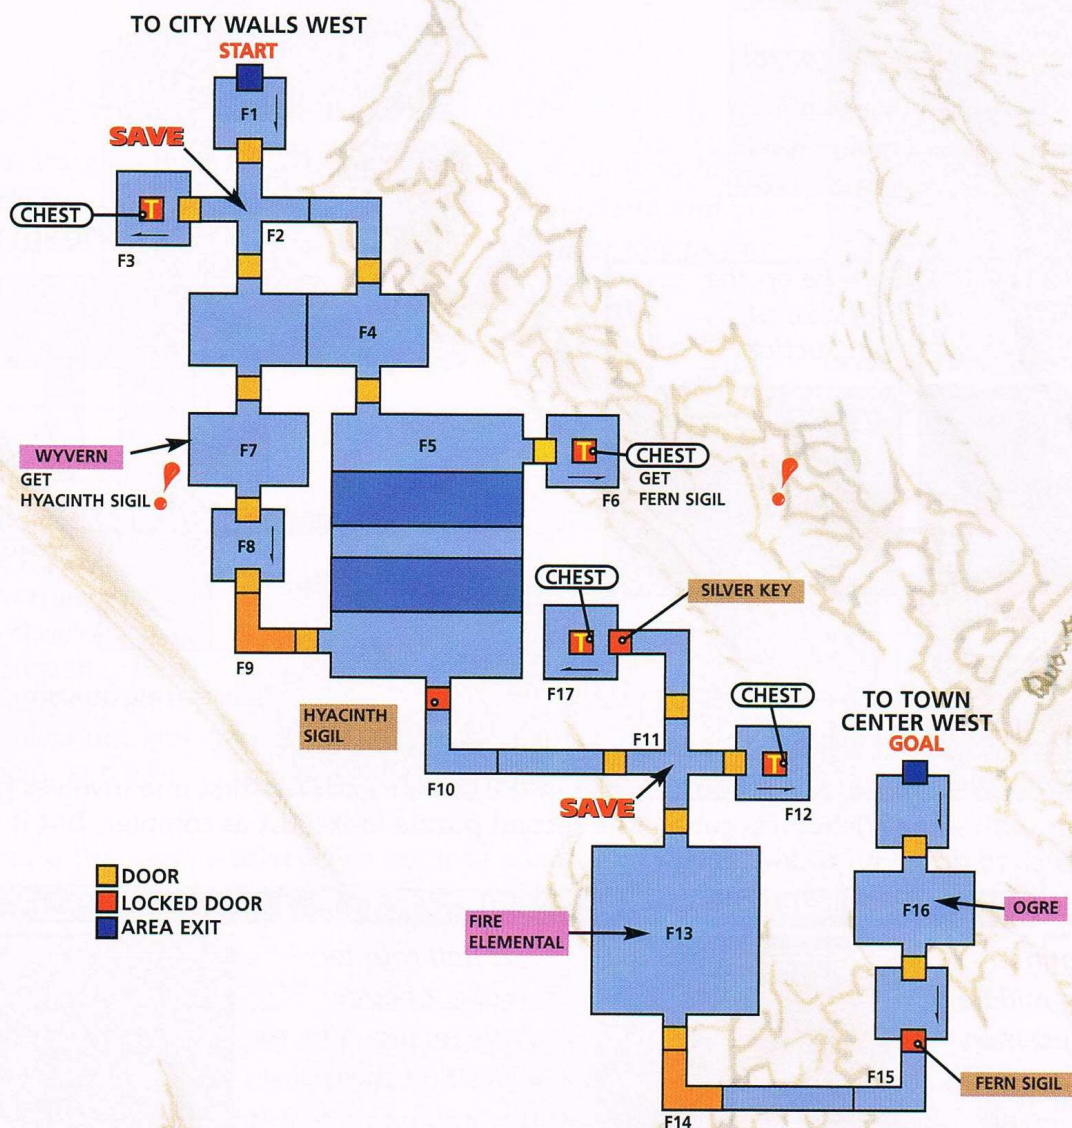 TO CITY WALLS WEST
START
F1
SAVE
T
CHEST
F2
F3
F4
F7
F5
WYVERN
GET
HYACINTH SIGIL
!
T
CHEST
GET
FERN SIGIL
F6
!
F8
CHEST
SILVER KEY
T
F9
F17
HYACINTH
SIGIL
CHEST
TO TOWN
CENTER WEST
GOAL
F11
T
F10
SAVE
F12
DOOR
LOCKED DOOR
AREA EXIT
F16
OGRE
FIRE
ELEMENTAL
F13
F15
FERN SIGIL
F14